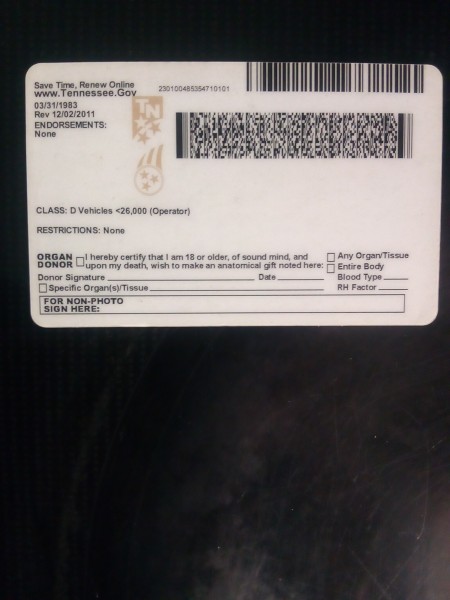 Save Time, Renew Online
www.Tennessee.Gov
230100485354710101
03/31/1983
Rev 12/02/2011
ENDORSEMENTS:
None
TN
CLASS: D Vehicles <26,000 (Operator)
RESTRICTIONS: None
ORGAN DONOR I hereby certify that I am 18 or older, of sound mind, and
upon my death, wish to make an anatomical gift noted here:
Any Organ/Tissue
Entire Body
Donor Signature Date Blood Type
Specific Organ(s)/Tissue RH Factor
FOR NON-PHOTO
SIGN HERE: